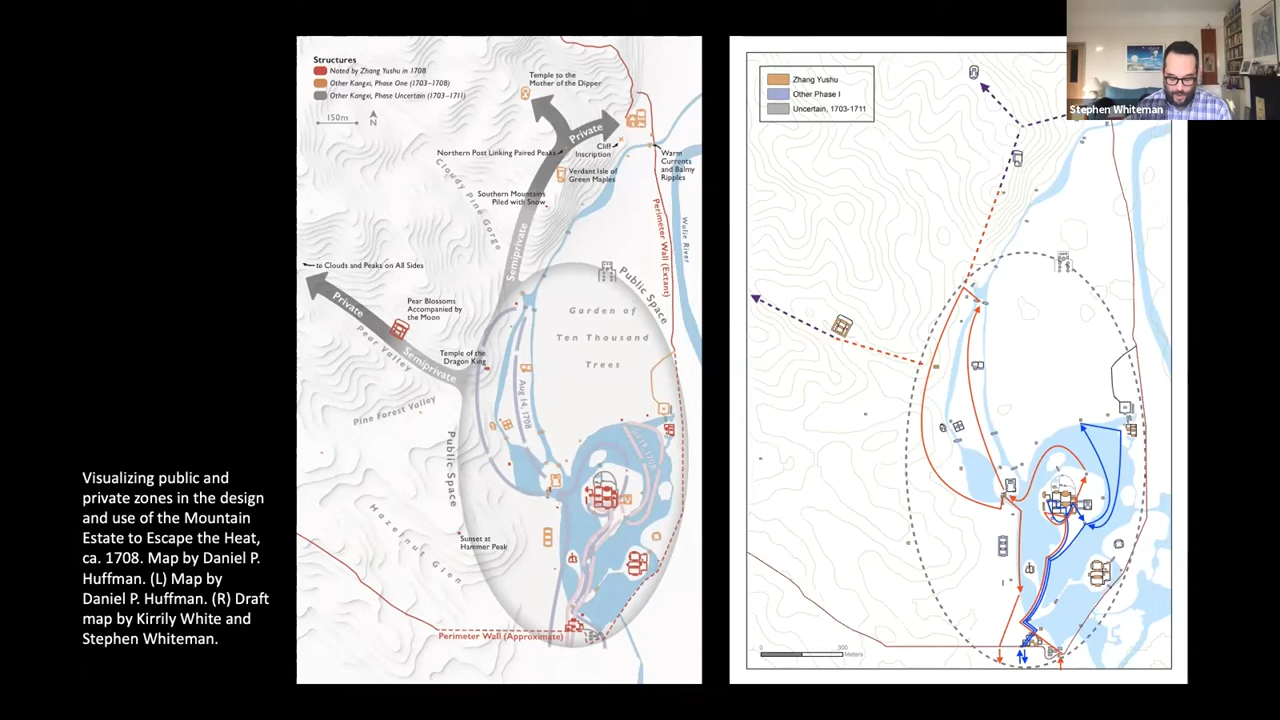 Structures
Noted by Zhang Yushu in 1708
Other Kangxi, Phase One (1703–1708)
Other Kangxi, Phase Uncertain (1703–1711)
150m
N
Temple to the
Mother of the Dipper
Private
Cliff
Inscription
Northern Post Linking Paired Peaks
Warm
Currents
and Balmy
Ripples
Verdant Isle of
Green Maples
Southern Mountains
Piled with Snow
Cloudy Pine Gorge
Semiprivate
Perimeter Wall (Extant)
Wulie River
to Clouds and Peaks on All Sides
Public Space
Private
Pear Blossoms
Accompanied by
the Moon
Garden of
Ten Thousand
Trees
Pear Valley
Semiprivate
Temple of the
Dragon King
Aug 14, 1708
Pine Forest Valley
Public Space
Hazelnut Glen
Sunset at
Hammer Peak
Perimeter Wall (Approximate)
Zhang Yushu
Other Phase I
Uncertain, 1703-1711
0
300
Meters
Stephen Whiteman
Visualizing public and
private zones in the design
and use of the Mountain
Estate to Escape the Heat,
ca. 1708. Map by Daniel P.
Huffman. (L) Map by
Daniel P. Huffman. (R) Draft
map by Kirrily White and
Stephen Whiteman.